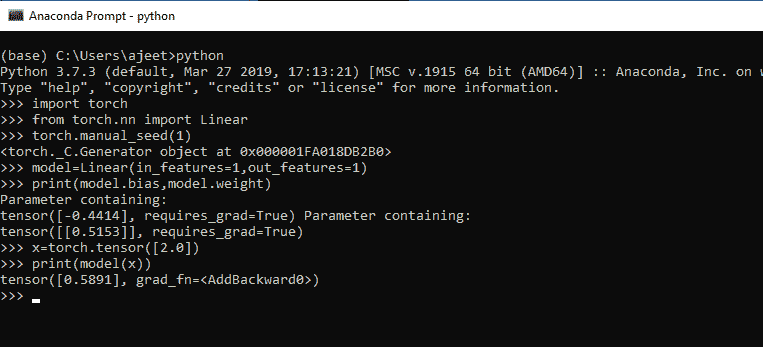 Anaconda Prompt - python
(base) C:\Users\ajeet>python
Python 3.7.3 (default, Mar 27 2019, 17:13:21) [MSC v.1915 64 bit (AMD64)] :: Anaconda, Inc. on
Type "help", "copyright", "credits" or "license" for more information.
>>> import torch
>>> from torch.nn import Linear
>>> torch.manual_seed(1)
<torch._C.Generator object at 0x000001FA018DB2B0>
>>> model=Linear(in_features=1,out_features=1)
>>> print(model.bias,model.weight)
Parameter containing:
tensor([-0.4414], requires_grad=True) Parameter containing:
tensor([[0.5153]], requires_grad=True)
>>> x=torch.tensor([2.0])
>>> print(model(x))
tensor([0.5891], grad_fn=<AddBackward0>)
>>>